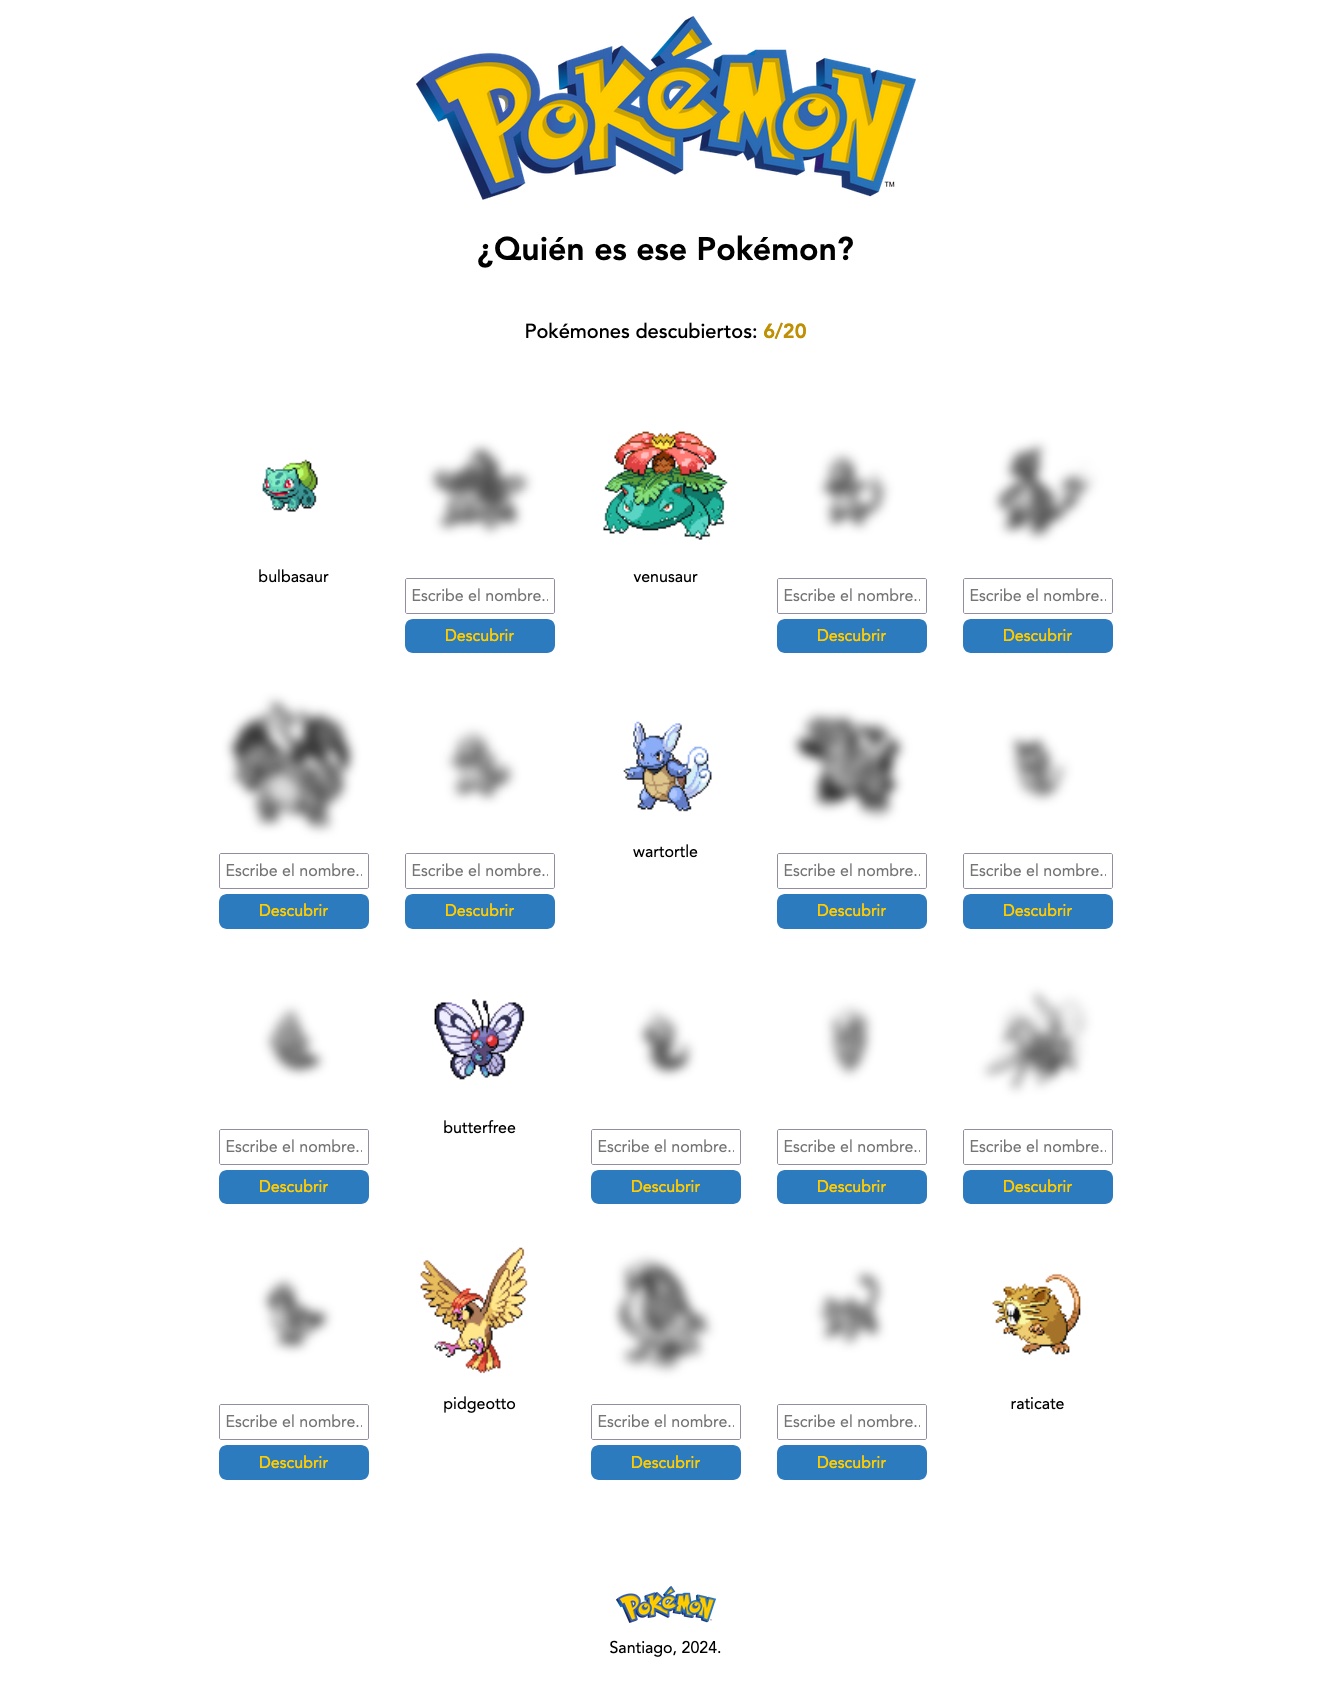 Pokémon
TM
¿Quién es ese Pokémon?
Pokémones descubiertos: 6/20
bulbasaur
Escribe el nombre..
Descubrir
venusaur
Escribe el nombre..
Descubrir
Escribe el nombre..
Descubrir
Escribe el nombre..
Descubrir
Escribe el nombre..
Descubrir
wartortle
Escribe el nombre..
Descubrir
Escribe el nombre..
Descubrir
Escribe el nombre..
Descubrir
butterfree
Escribe el nombre..
Descubrir
Escribe el nombre..
Descubrir
Escribe el nombre..
Descubrir
Escribe el nombre..
Descubrir
pidgeotto
Escribe el nombre..
Descubrir
Escribe el nombre..
Descubrir
raticate
Pokémon
Santiago, 2024.